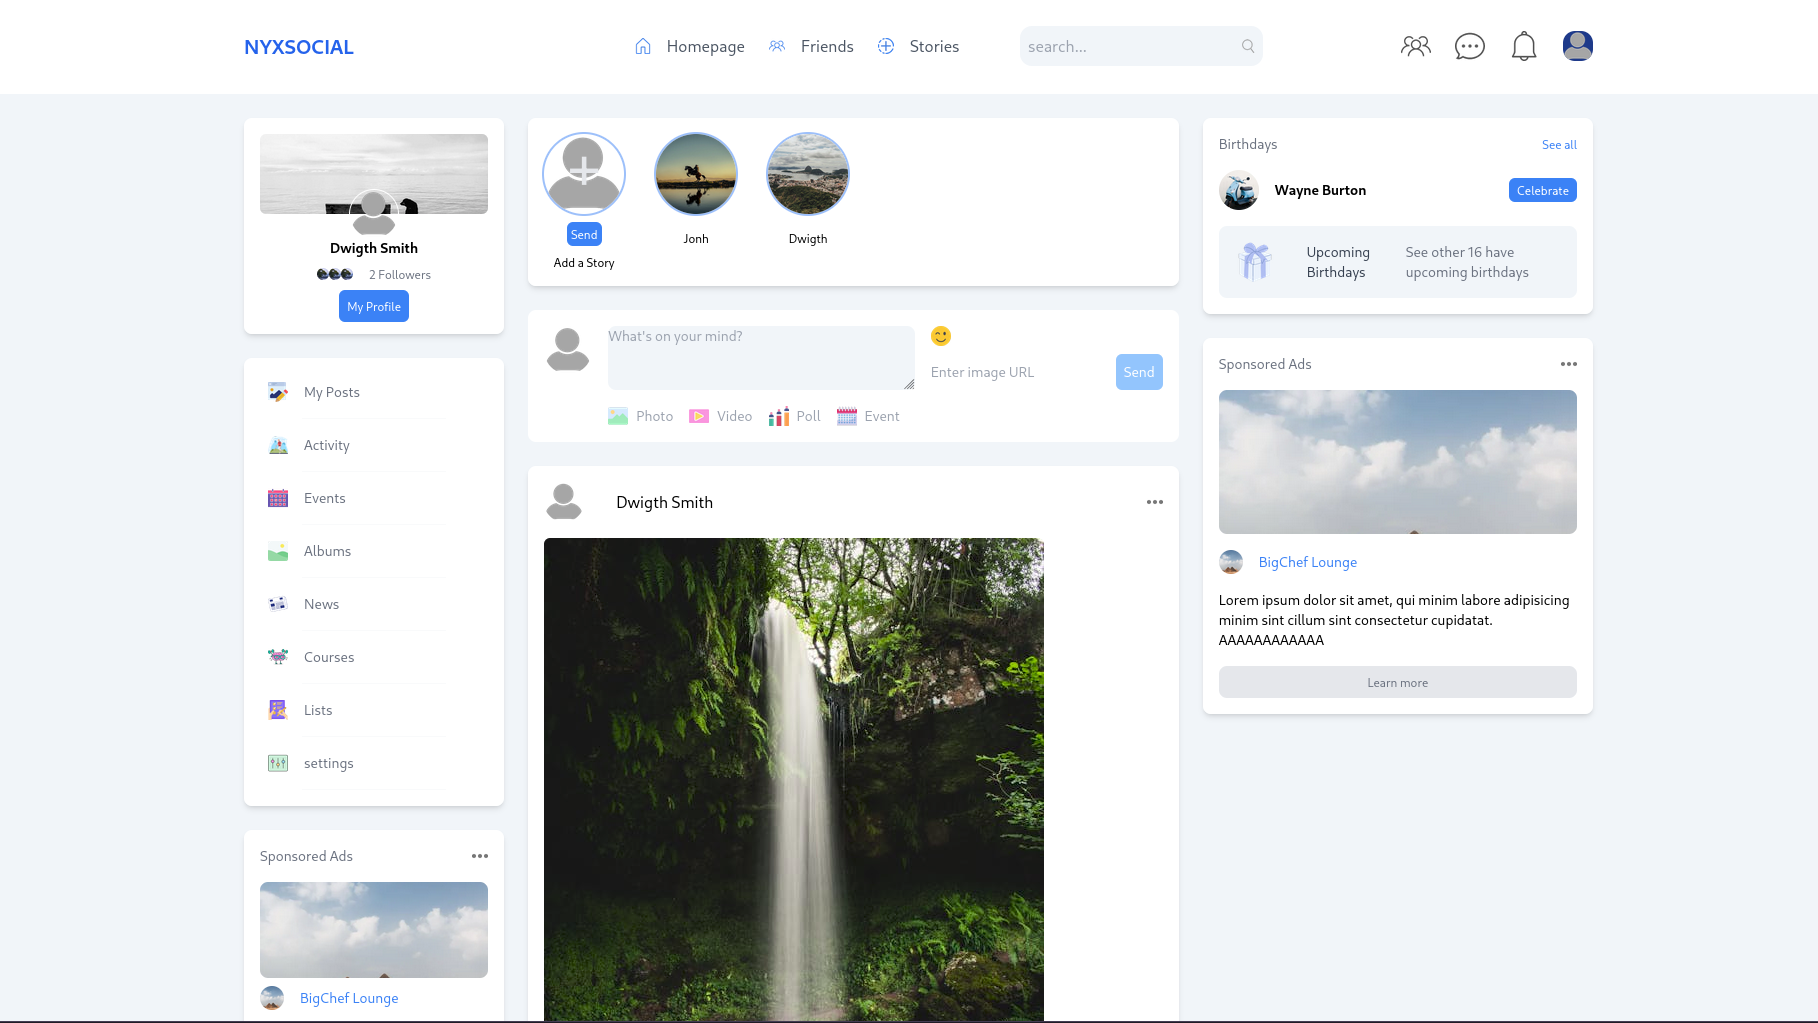 NYXSOCIAL
Homepage
Friends
Stories
search...
Dwigth Smith
2 Followers
My Profile
My Posts
Activity
Events
Albums
News
Courses
Lists
settings
Sponsored Ads
BigChef Lounge
Send
Add a Story
Jonh
Dwigth
What's on your mind?
Enter image URL
Send
Photo
Video
Poll
Event
Dwigth Smith
Birthdays
See all
Wayne Burton
Celebrate
Upcoming
Birthdays
See other 16 have
upcoming birthdays
Sponsored Ads
BigChef Lounge
Lorem ipsum dolor sit amet, qui minim labore adipisicing
minim sint cillum sint consectetur cupidatat.
AAAAAAAAAAAA
Learn more